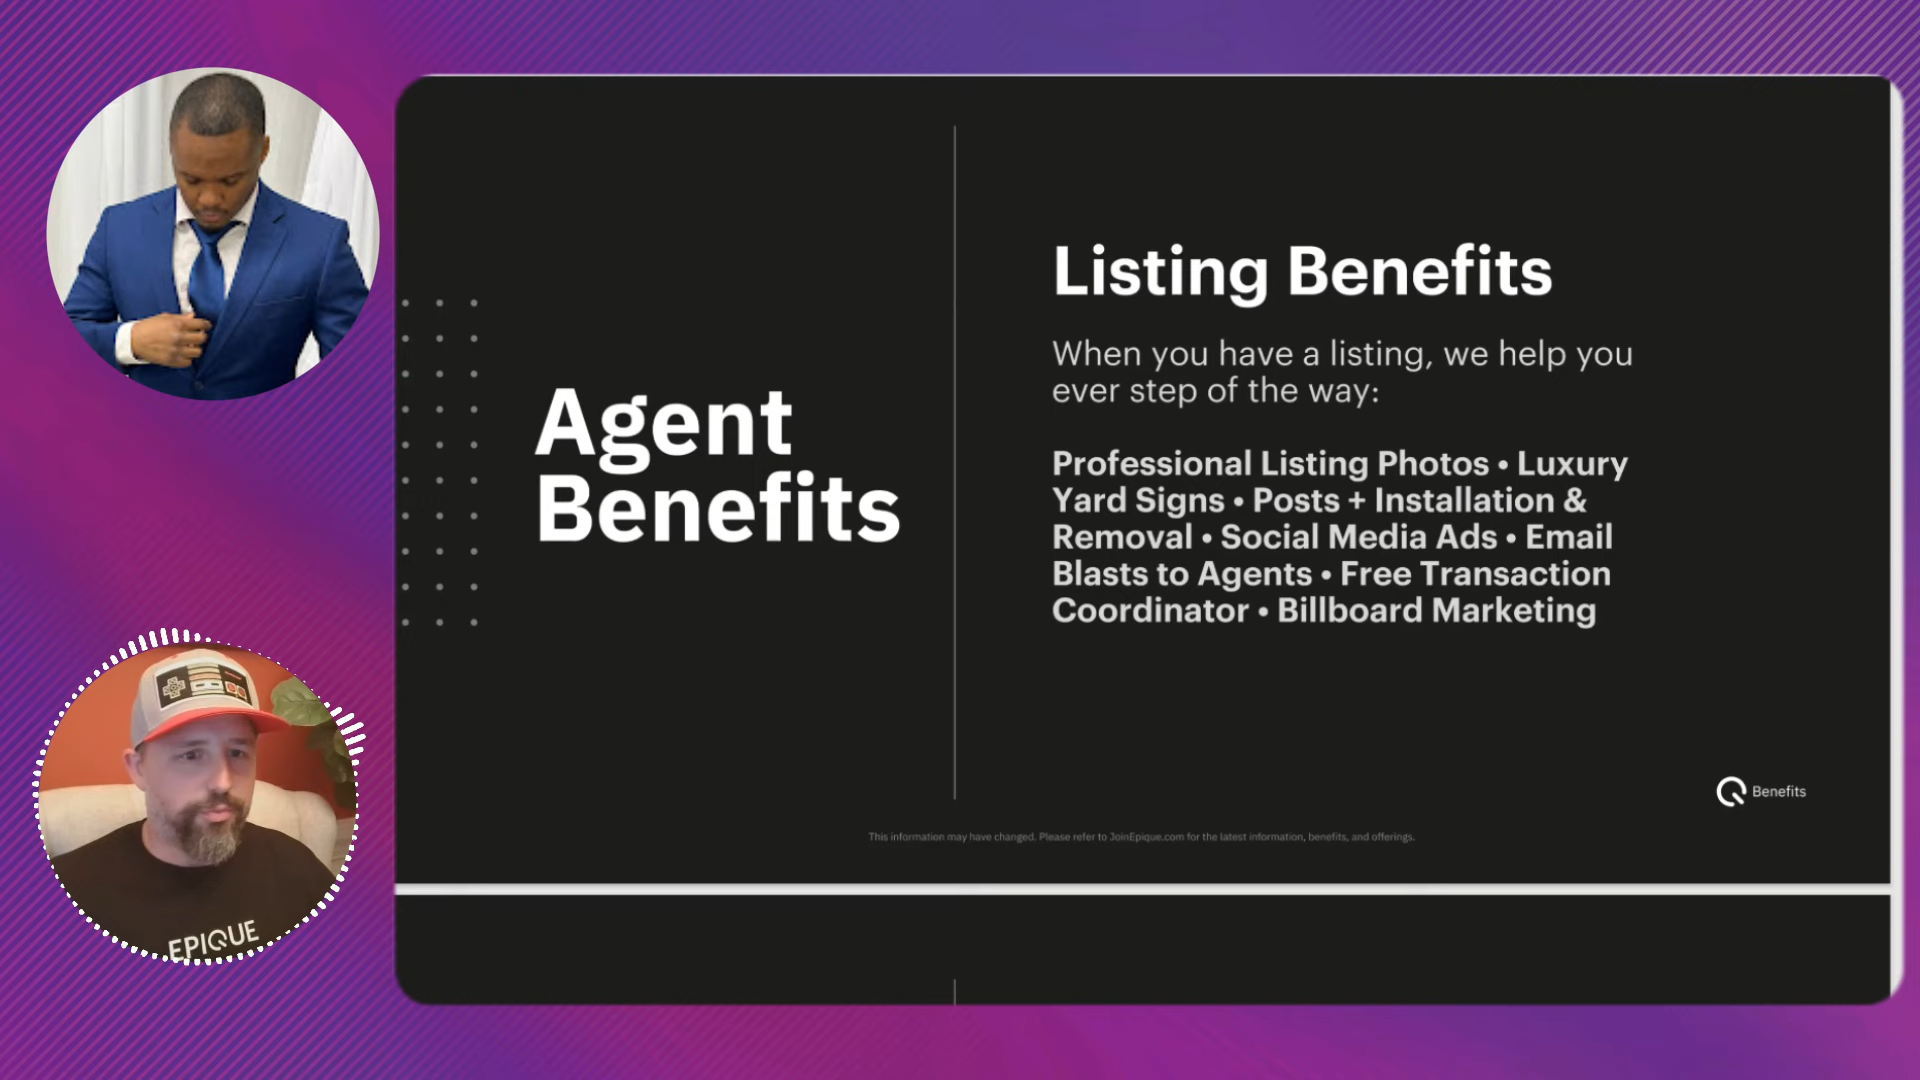 Agent
Benefits
Listing Benefits
When you have a listing, we help you
ever step of the way:
Professional Listing Photos • Luxury
Yard Signs • Posts + Installation &
Removal • Social Media Ads • Email
Blasts to Agents • Free Transaction
Coordinator • Billboard Marketing
Benefits
This information may have changed. Please refer to JoinEpique.com for the latest information, benefits, and offerings.
EPIQUE